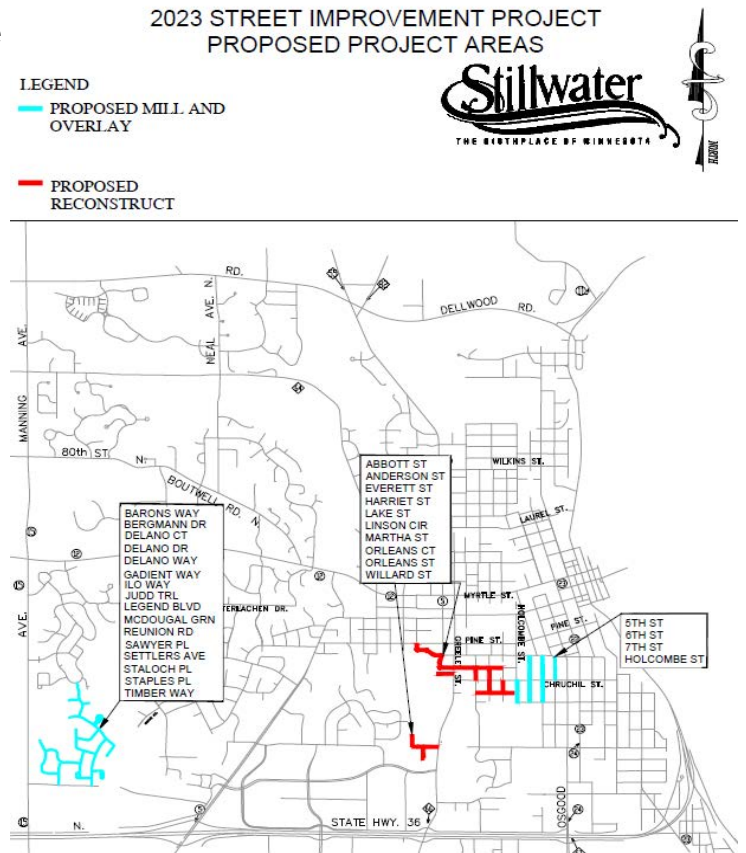 2023 STREET IMPROVEMENT PROJECT
PROPOSED PROJECT AREAS
LEGEND
PROPOSED MILL AND
OVERLAY
PROPOSED
RECONSTRUCT
Stillwater
THE BIRTHPLACE OF MINNESOTA
NORTH
RD.
DELLWOOD RD.
NEAL AVE. N.
MANNING AVE.
80th ST. N.
BOUTWELL RD. N
WILKINS ST.
LAUREL ST.
ABBOTT ST
ANDERSON ST
EVERETT ST
HARRIET ST
LAKE ST
LINSON CIR
MARTHA ST
ORLEANS CT
ORLEANS ST
WILLARD ST
BARONS WAY
BERGMANN DR
DELANO CT
DELANO DR
DELANO WAY
GADIENT WAY
ILO WAY
JUDD TRL
LEGEND BLVD
MCDOUGAL GRN
REUNION RD
SAWYER PL
SETTLERS AVE
STALOCH PL
STAPLES PL
TIMBER WAY
TERLACHEN DR.
MYRTLE ST.
PINE ST.
HOLCOMBE ST.
PINE ST.
5TH ST
6TH ST
7TH ST
HOLCOMBE ST
CHRUCHIL ST.
OSGOOD
STATE HWY. 36
N.